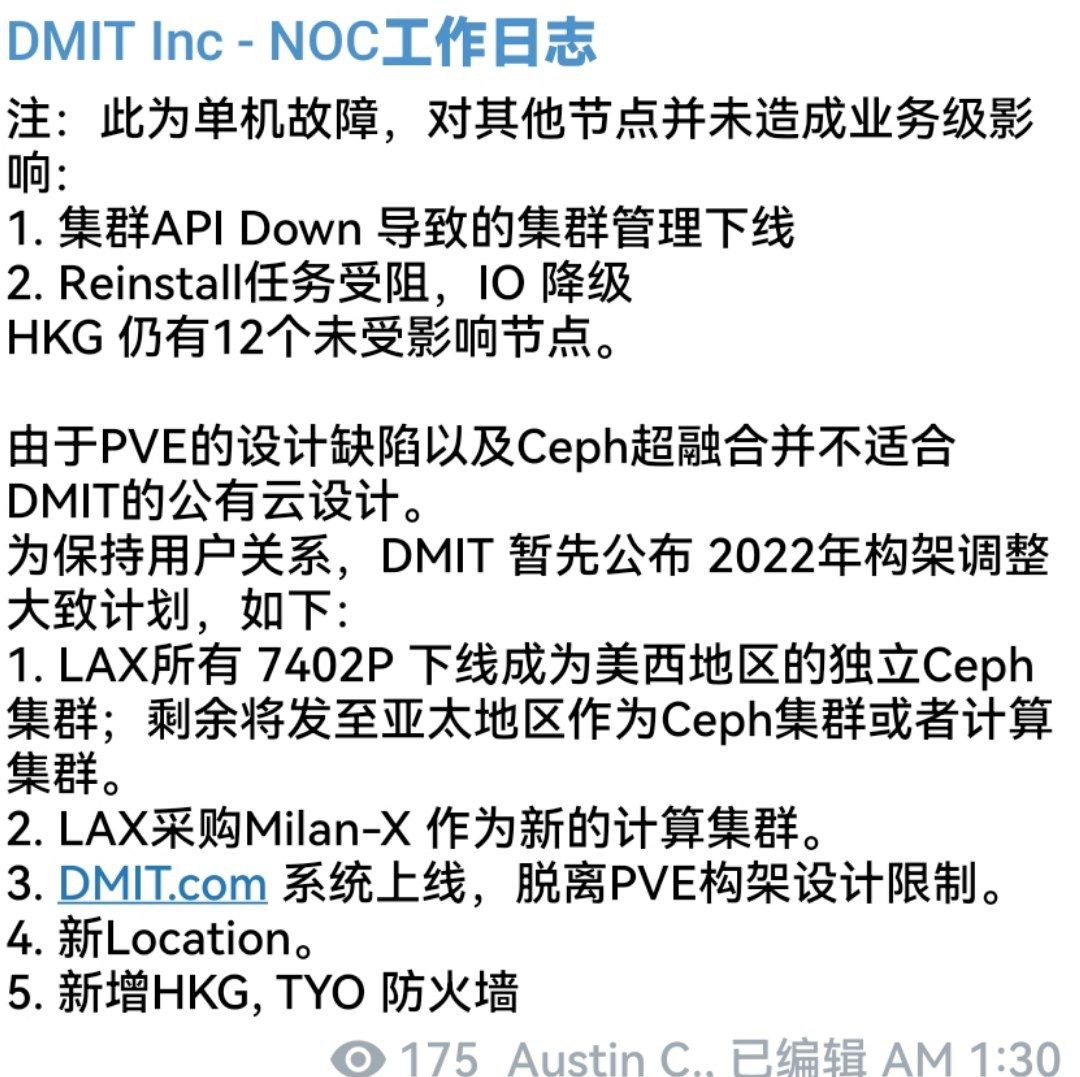 DMIT Inc - NOC工作日志
注：此为单机故障，对其他节点并未造成业务级影
响：
1. 集群API Down 导致的集群管理下线
2. Reinstall任务受阻，IO 降级
HKG 仍有12个未受影响节点。
由于PVE的设计缺陷以及Ceph超融合并不适合
DMIT的公有云设计。
为保持用户关系，DMIT 暂先公布 2022年构架调整
大致计划，如下：
1. LAX所有 7402P 下线成为美西地区的独立Ceph
集群；剩余将发至亚太地区作为Ceph集群或者计算
集群。
2. LAX采购Milan-X 作为新的计算集群。
3. DMIT.com 系统上线，脱离PVE构架设计限制。
4. 新Location。
5. 新增HKG, TYO 防火墙
175 Austin C., 已编辑 AM 1:30